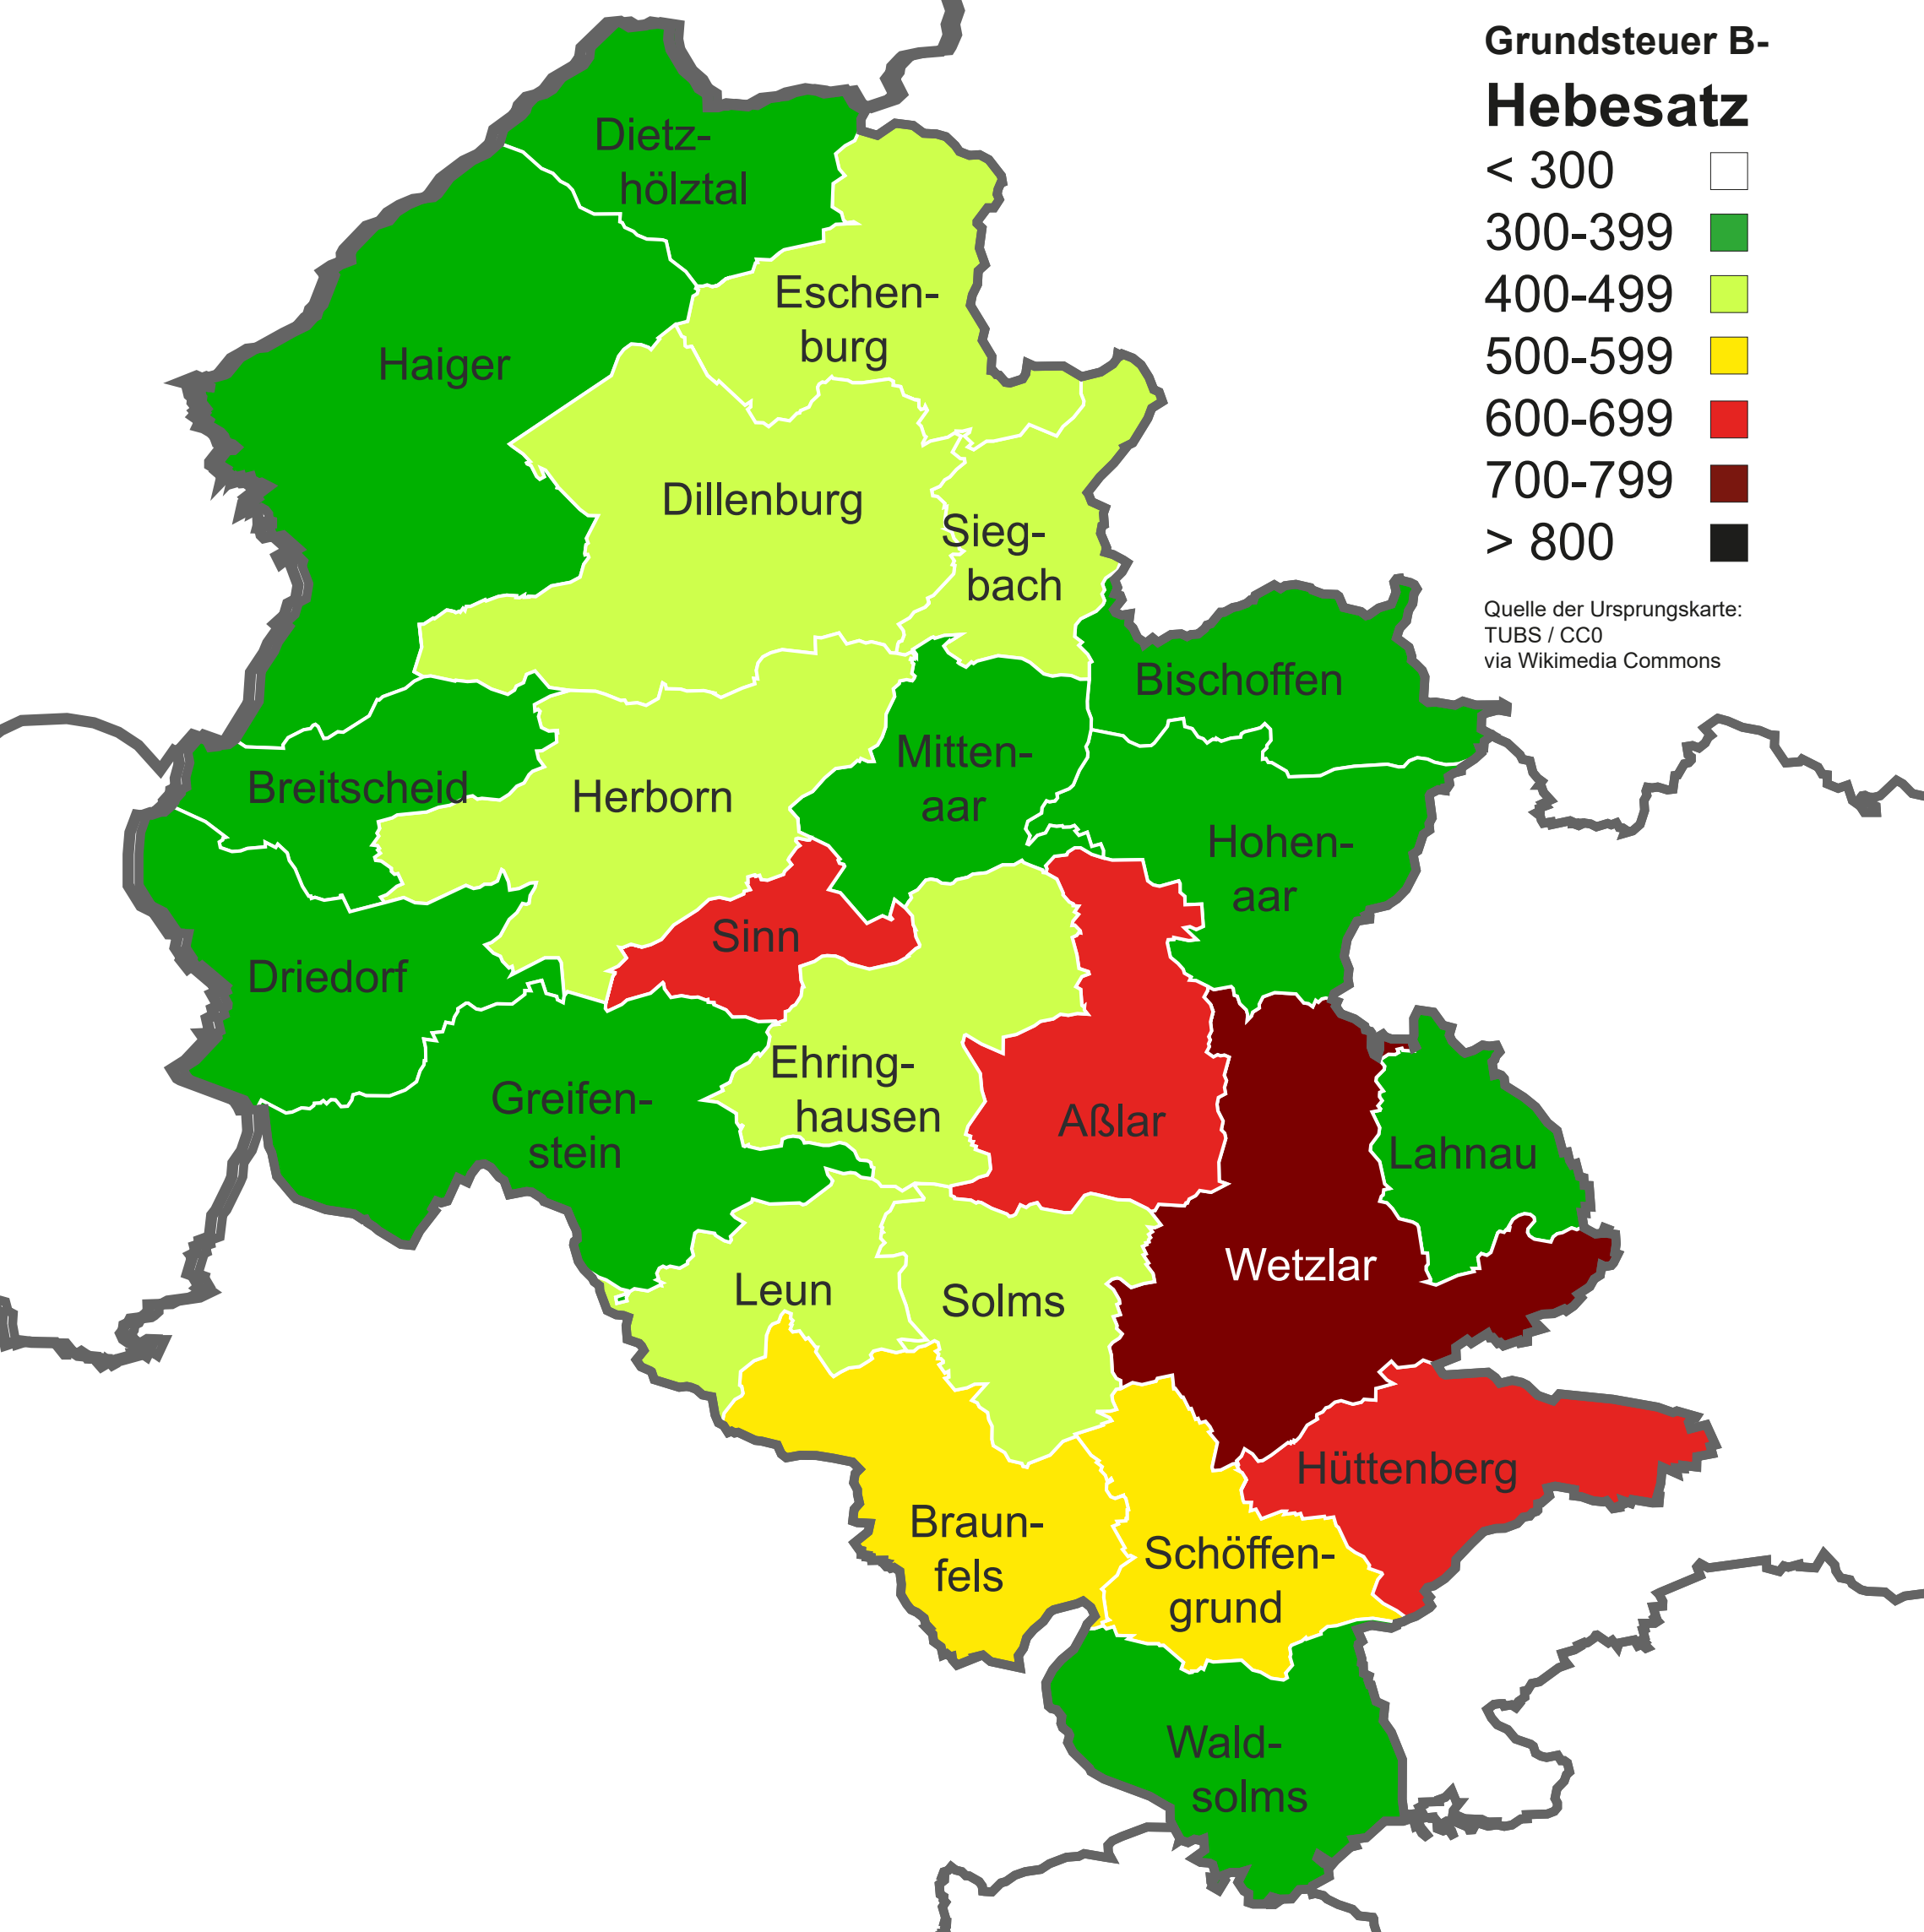 Grundsteuer B-
Hebesatz
< 300
300-399
400-499
500-599
600-699
700-799
> 800
Quelle der Ursprungskarte:
TUBS / CC0
via Wikimedia Commons
Dietz-
hölztal
Eschen-
burg
Haiger
Dillenburg
Sieg-
bach
Bischoffen
Breitscheid
Herborn
Mitten-
aar
Hohen-
aar
Sinn
Driedorf
Ehring-
hausen
Greifen-
stein
Aßlar
Lahnau
Wetzlar
Leun
Solms
Hüttenberg
Braun-
fels
Schöffen-
grund
Wald-
solms